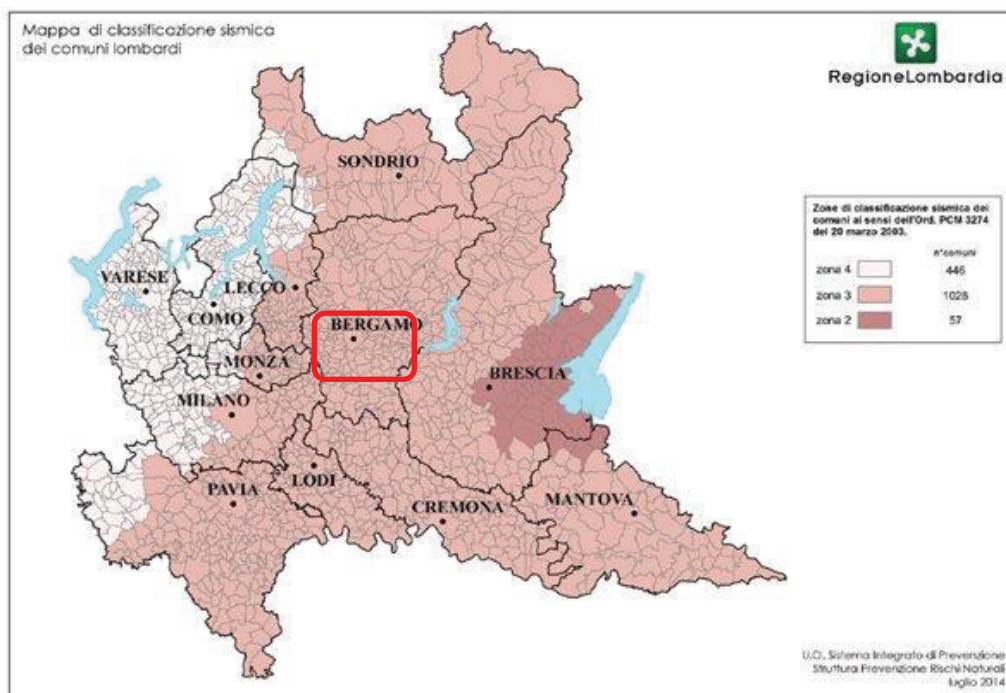 Mappa di classificazione sismica
dei comuni lombardi
RegioneLombardia
SONDRIO
VARESE
LECCO
COMO
BERGAMO
MONZA
BRESCIA
MILANO
LODI
PAVIA
CREMONA
MANTOVA
Zone di classificazione sismica dei
comuni ai sensi dell'Ord. PCM 3274
del 20 marzo 2003.
n°comuni
zona 4 446
zona 3 1028
zona 2 57
U.O. Sistema Integrato di Prevenzione
Struttura Prevenzione Rischi Naturali
luglio 2014